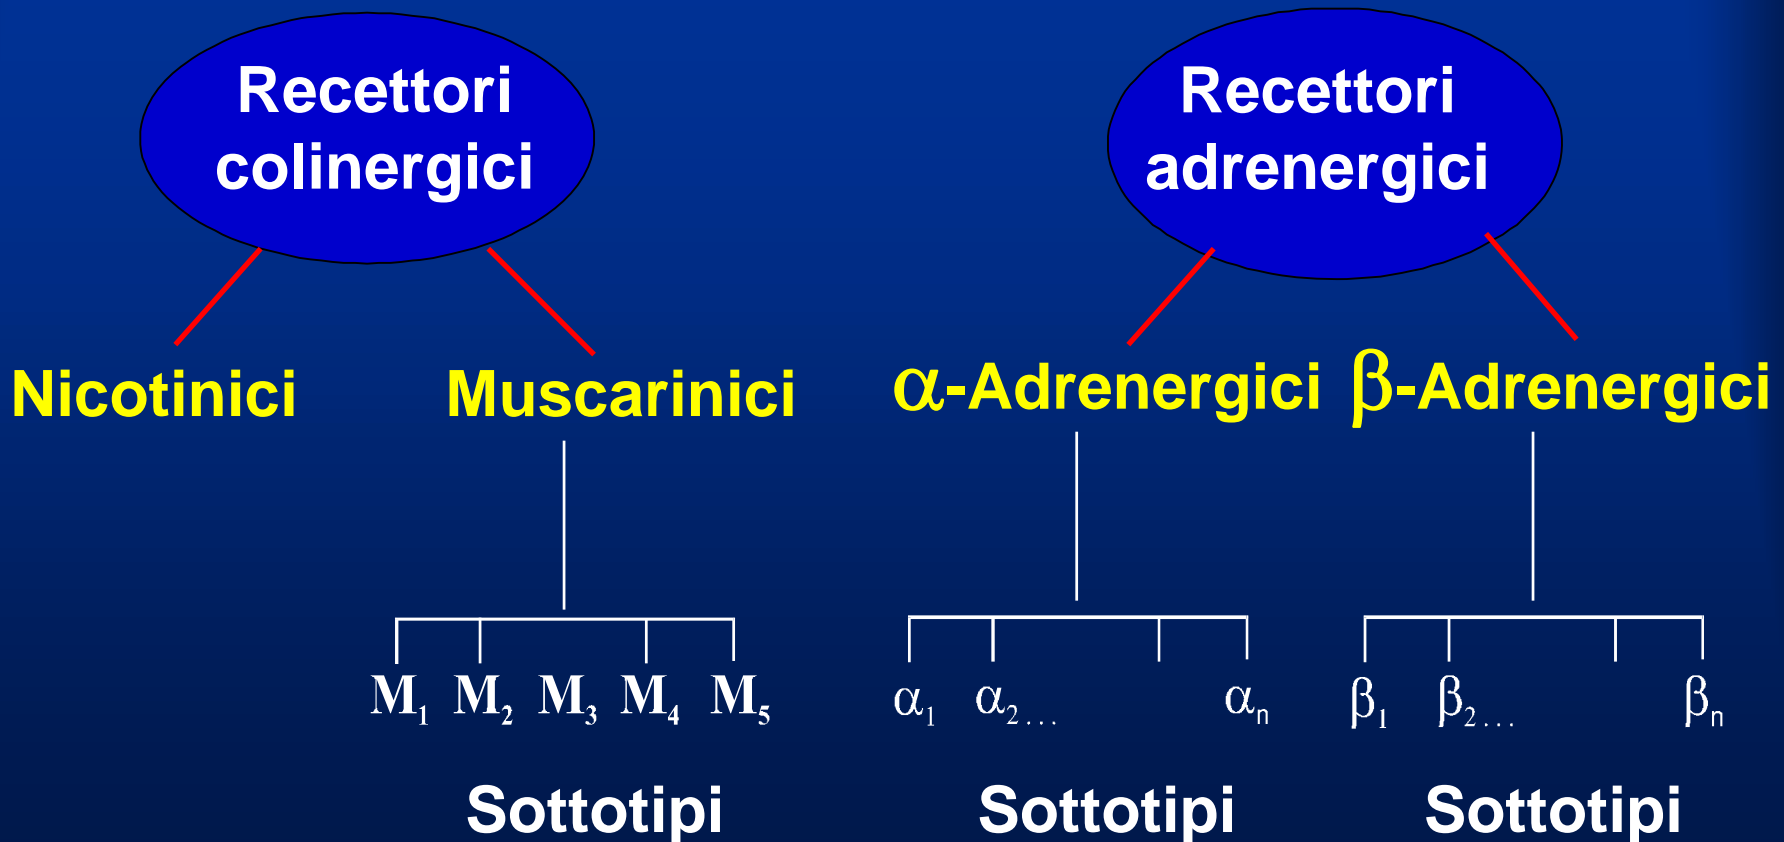 Recettori
colinergici
Recettori
adrenergici
Nicotinici
Muscarinici
α-Adrenergici
β-Adrenergici
M₁ M₂ M₃ M₄ M₅
α₁ α₂... αₙ
β₁ β₂... βₙ
Sottotipi
Sottotipi
Sottotipi